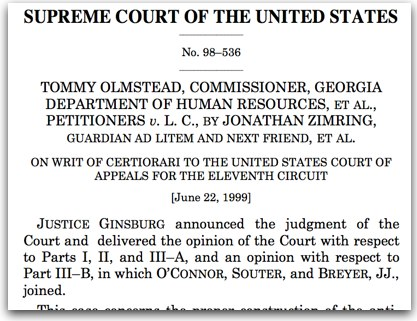 SUPREME COURT OF THE UNITED STATES
No. 98–536
TOMMY OLMSTEAD, COMMISSIONER, GEORGIA
DEPARTMENT OF HUMAN RESOURCES, ET AL.,
PETITIONERS v. L. C., BY JONATHAN ZIMRING,
GUARDIAN AD LITEM AND NEXT FRIEND, ET AL.
ON WRIT OF CERTIORARI TO THE UNITED STATES COURT OF
APPEALS FOR THE ELEVENTH CIRCUIT
[June 22, 1999]
JUSTICE GINSBURG announced the judgment of the
Court and delivered the opinion of the Court with respect
to Parts I, II, and III–A, and an opinion with respect to
Part III–B, in which O'CONNOR, SOUTER, and BREYER, JJ.,
joined.
This case concerns the proper construction of the anti-